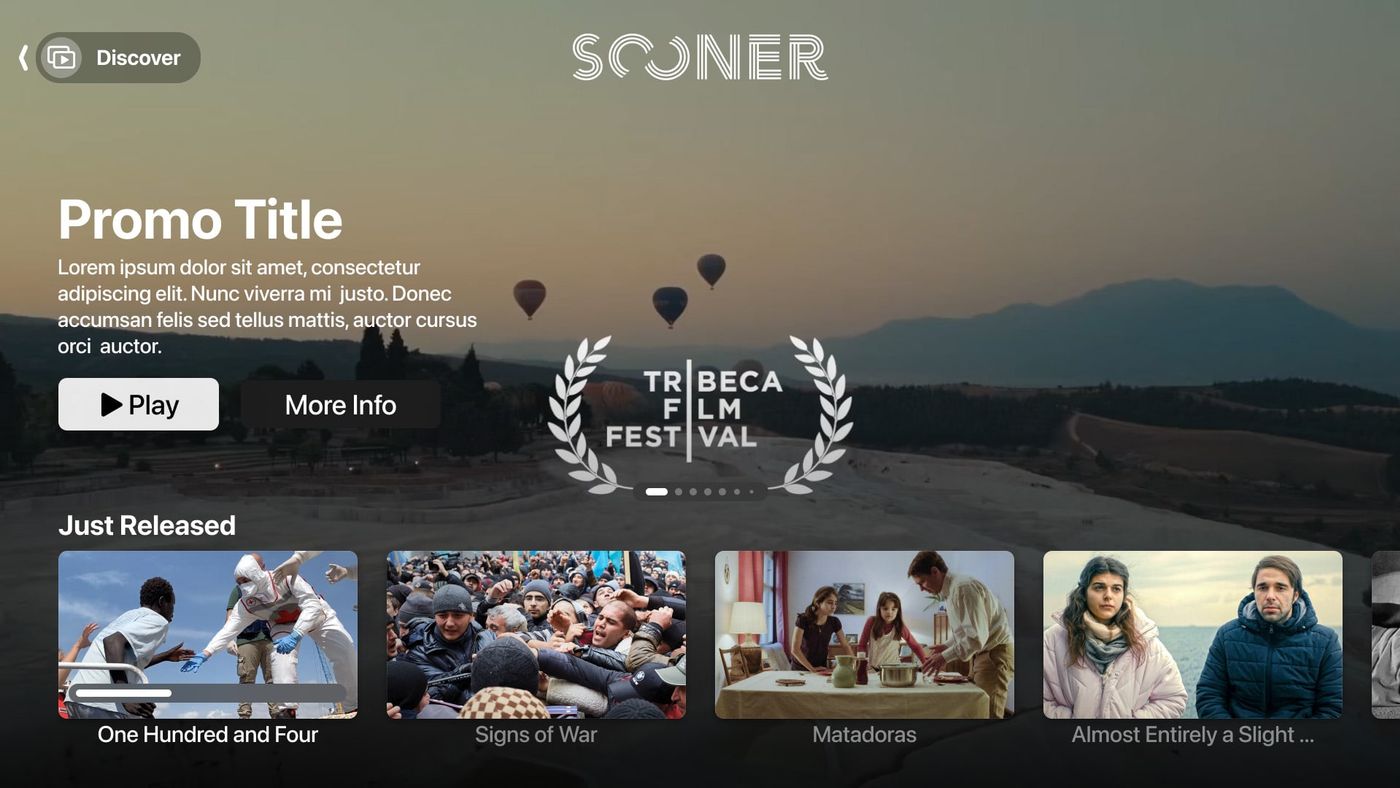 Discover
SOONER
Promo Title
Lorem ipsum dolor sit amet, consectetur
adipiscing elit. Nunc viverra mi justo. Donec
accumsan felis sed tellus mattis, auctor cursus
orci auctor.
Play
More Info
TRIBECA
FILM
FESTIVAL
Just Released
One Hundred and Four
Signs of War
Matadoras
Almost Entirely a Slight ...